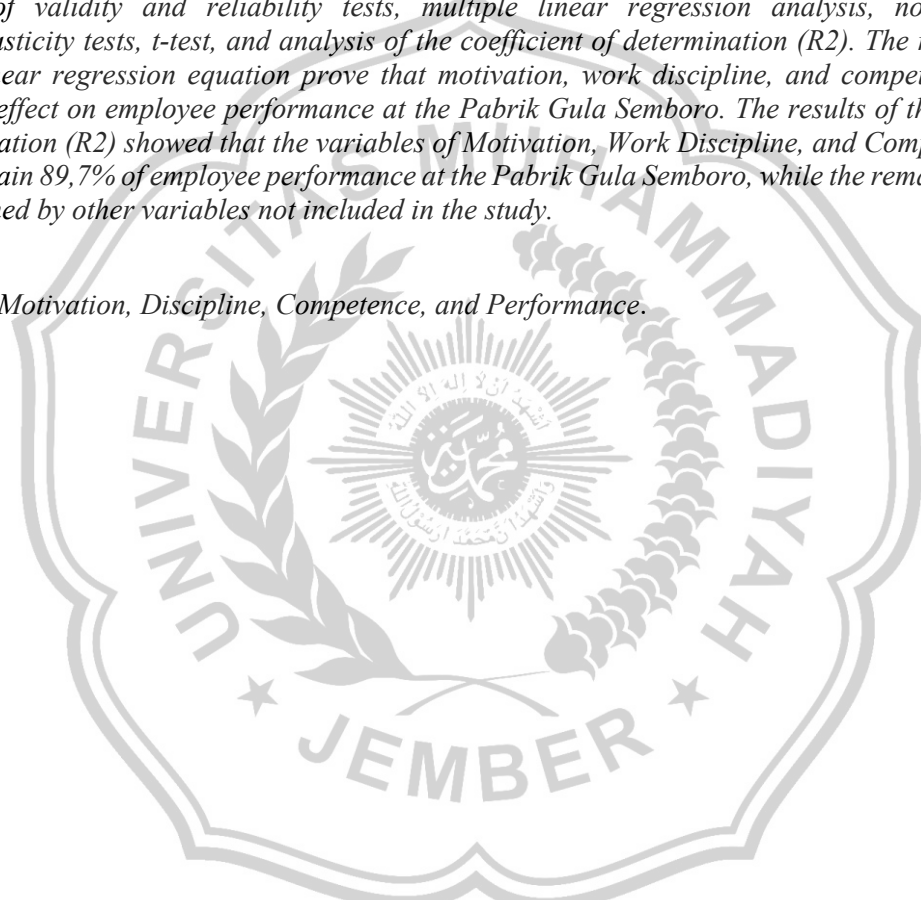 of validity and reliability tests, multiple linear regression analysis, no
sticity tests, t-test, and analysis of the coefficient of determination (R2). The
ear regression equation prove that motivation, work discipline, and compe
effect on employee performance at the Pabrik Gula Semboro. The results of
ation (R2) showed that the variables of Motivation, Work Discipline, and Comp
ain 89,7% of employee performance at the Pabrik Gula Semboro, while the rema
ned by other variables not included in the study.
Motivation, Discipline, Competence, and Performance.
UNIVERSITAS MUHAMMADIYAH
JEMBER